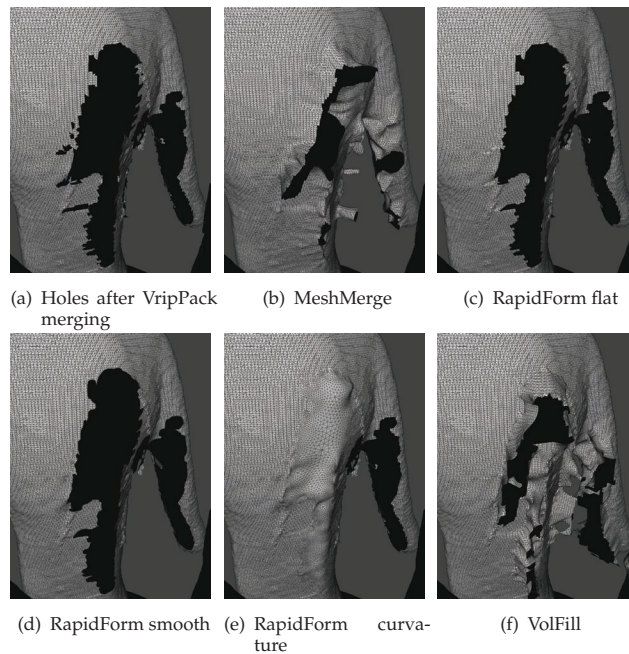 (a) Holes after VripPack
merging
(b) MeshMerge
(c) RapidForm flat
(d) RapidForm smooth
(e) RapidForm curva-
ture
(f) VolFill